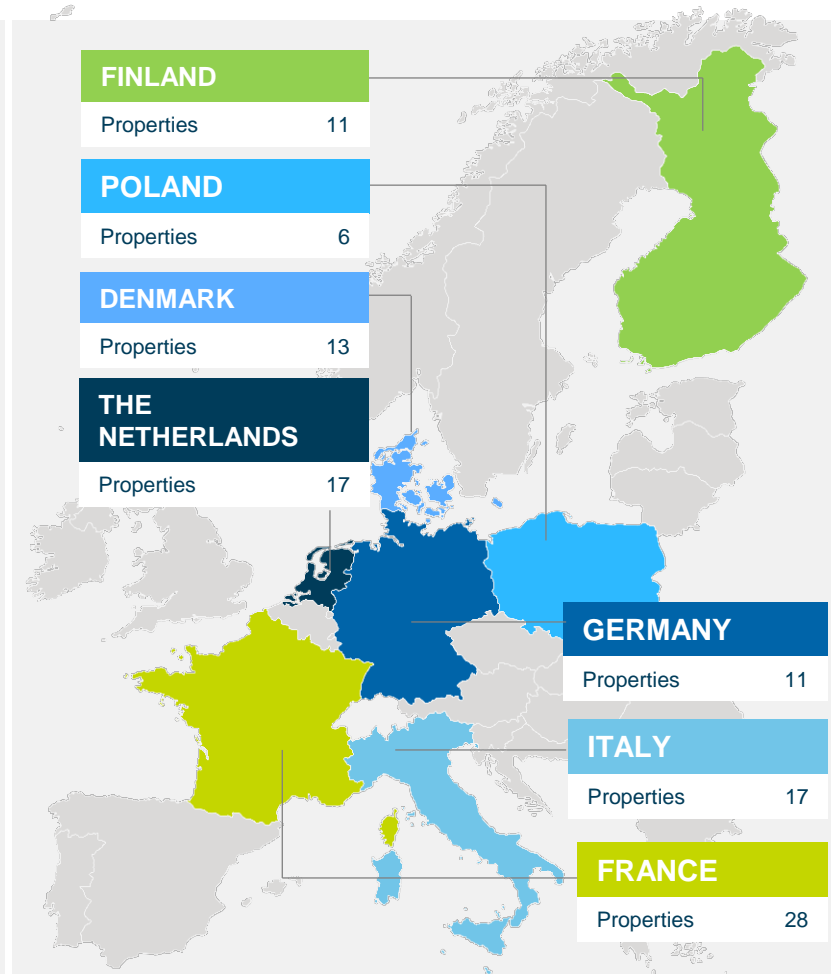 FINLAND
Properties 11
POLAND
Properties 6
DENMARK
Properties 13
THE
NETHERLANDS
Properties 17
GERMANY
Properties 11
ITALY
Properties 17
FRANCE
Properties 28